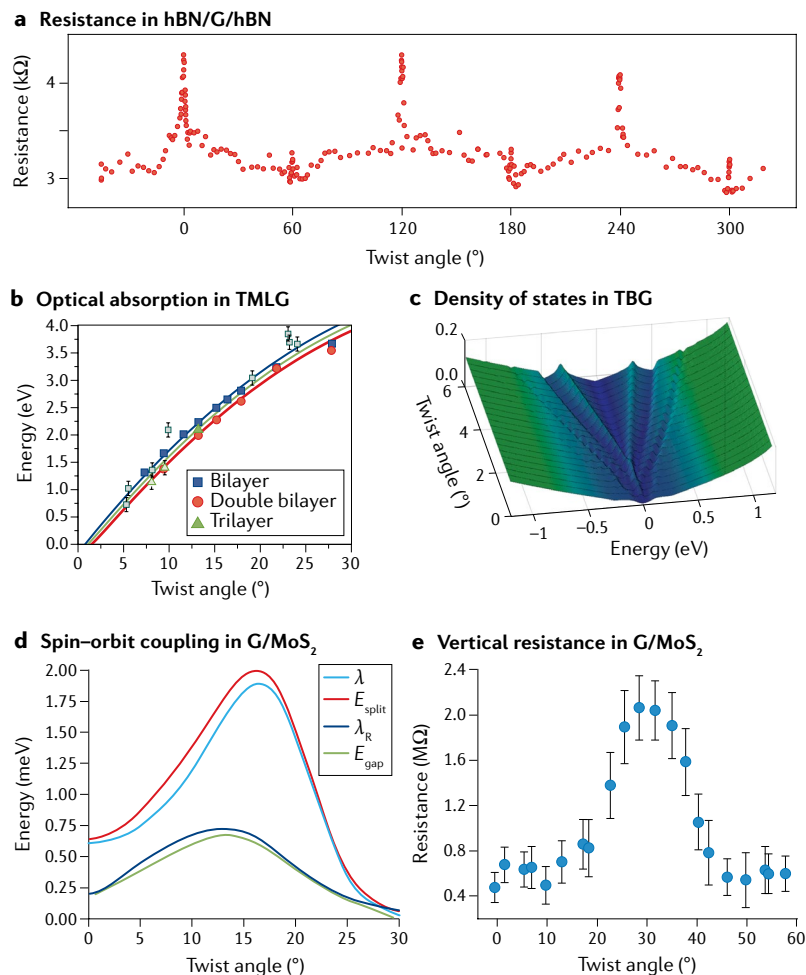 a Resistance in hBN/G/hBN
Resistance (kΩ)
4
3
0
60
120
180
240
300
Twist angle (°)
b Optical absorption in TMLG
Energy (eV)
4.0
3.5
3.0
2.5
2.0
1.5
1.0
0.5
0.0
0
5
10
15
20
25
30
Twist angle (°)
Bilayer
Double bilayer
Trilayer
c Density of states in TBG
0.2
0.0
6
4
2
0
Twist angle (°)
−1
−0.5
0
0.5
1
Energy (eV)
d Spin–orbit coupling in G/MoS₂
Energy (meV)
2.00
1.75
1.50
1.25
1.00
0.75
0.50
0.25
0.00
0
5
10
15
20
25
30
Twist angle (°)
λ
E split
λ R
E gap
e Vertical resistance in G/MoS₂
Resistance (MΩ)
2.4
2.0
1.6
1.2
0.8
0.4
0
10
20
30
40
50
60
Twist angle (°)